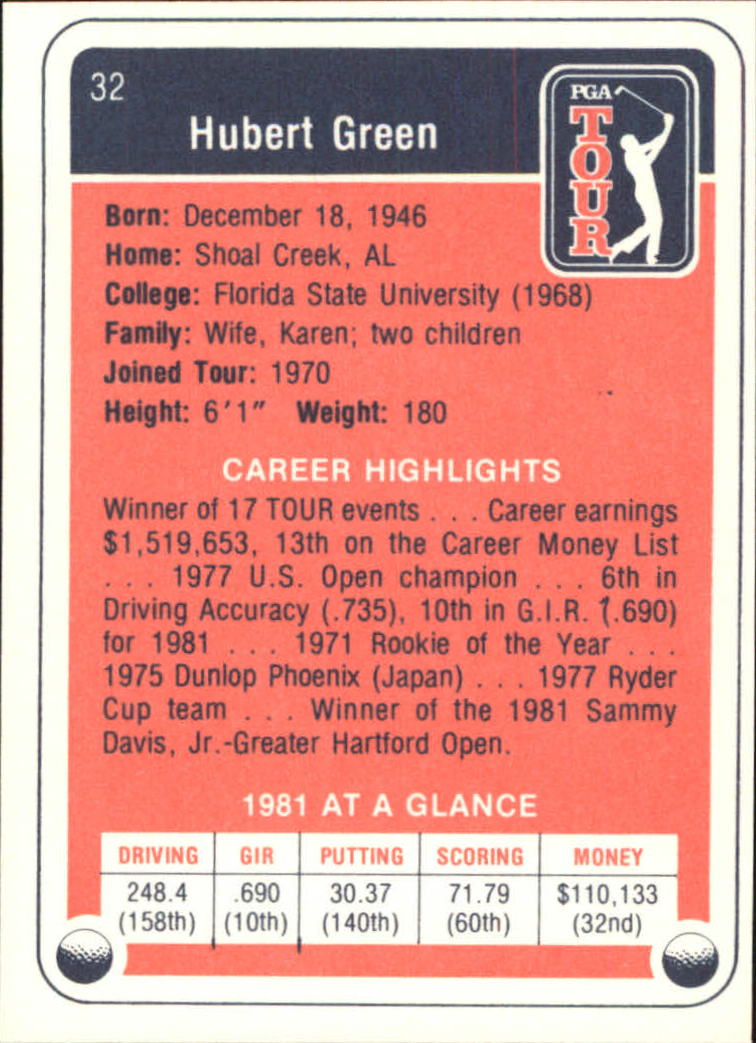 32
Hubert Green
PGA
TOUR
Born: December 18, 1946
Home: Shoal Creek, AL
College: Florida State University (1968)
Family: Wife, Karen; two children
Joined Tour: 1970
Height: 6'1" Weight: 180
CAREER HIGHLIGHTS
Winner of 17 TOUR events . . . Career earnings
$1,519,653, 13th on the Career Money List
. . . 1977 U.S. Open champion . . . 6th in
Driving Accuracy (.735), 10th in G.I.R. (.690)
for 1981 . . . 1971 Rookie of the Year . . .
1975 Dunlop Phoenix (Japan) . . . 1977 Ryder
Cup team . . . Winner of the 1981 Sammy
Davis, Jr.-Greater Hartford Open.
1981 AT A GLANCE
DRIVING GIR PUTTING SCORING MONEY
248.4 .690 30.37 71.79 $110,133
(158th) (10th) (140th) (60th) (32nd)